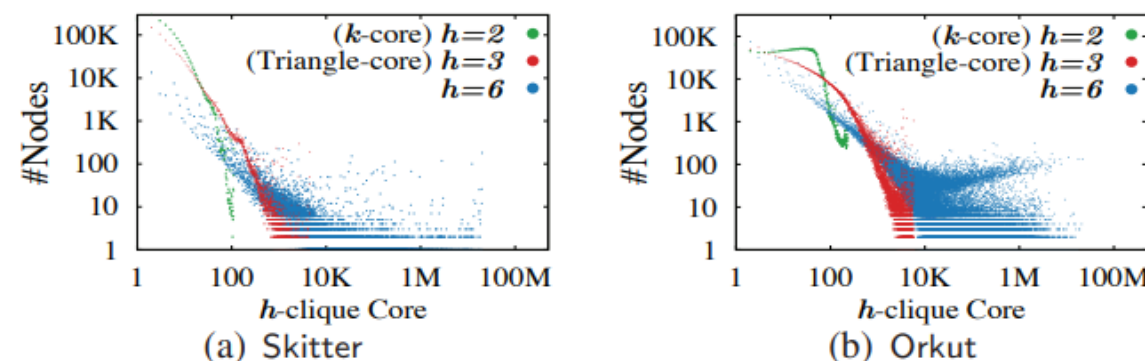 100K
10K
1K
100
10
1
#Nodes
(k-core) h=2
(Triangle-core) h=3
h=6
1 100 10K 1M 100M
h-clique Core
(a) Skitter
100K
10K
1K
100
10
1
#Nodes
(k-core) h=2
(Triangle-core) h=3
h=6
1 100 10K 1M 100M
h-clique Core
(b) Orkut